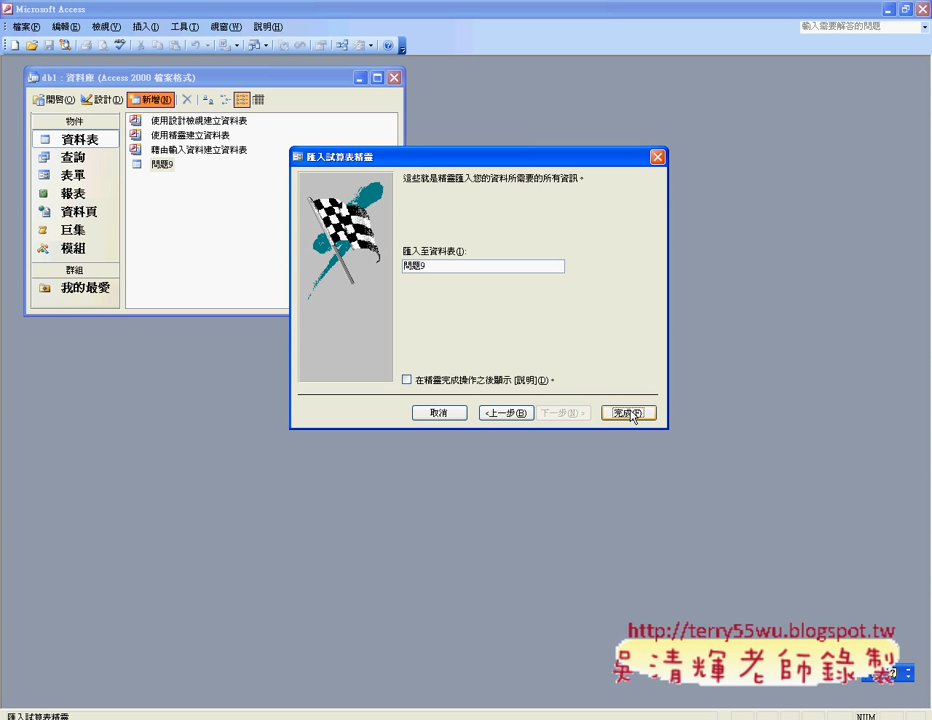 Microsoft Access
檔案(F) 編輯(E) 檢視(V) 插入(I) 工具(T) 視窗(W) 說明(H)
輸入需要解答的問題
db1 : 資料庫 (Access 2000 檔案格式)
開啟(O) 設計(D) 新增(N)
物件
資料表
查詢
表單
報表
資料頁
巨集
模組
群組
我的最愛
使用設計檢視建立資料表
使用精靈建立資料表
藉由輸入資料建立資料表
問題9
匯入試算表精靈
這些就是精靈匯入您的資料所需要的所有資訊。
匯入至資料表(I):
問題9
在精靈完成操作之後顯示 [說明](D)。
取消 <上一步(B) 下一步(N) > 完成(F)
http://terry55wu.blogspot.tw
吳清輝老師錄製
匯入試算表精靈
NUM